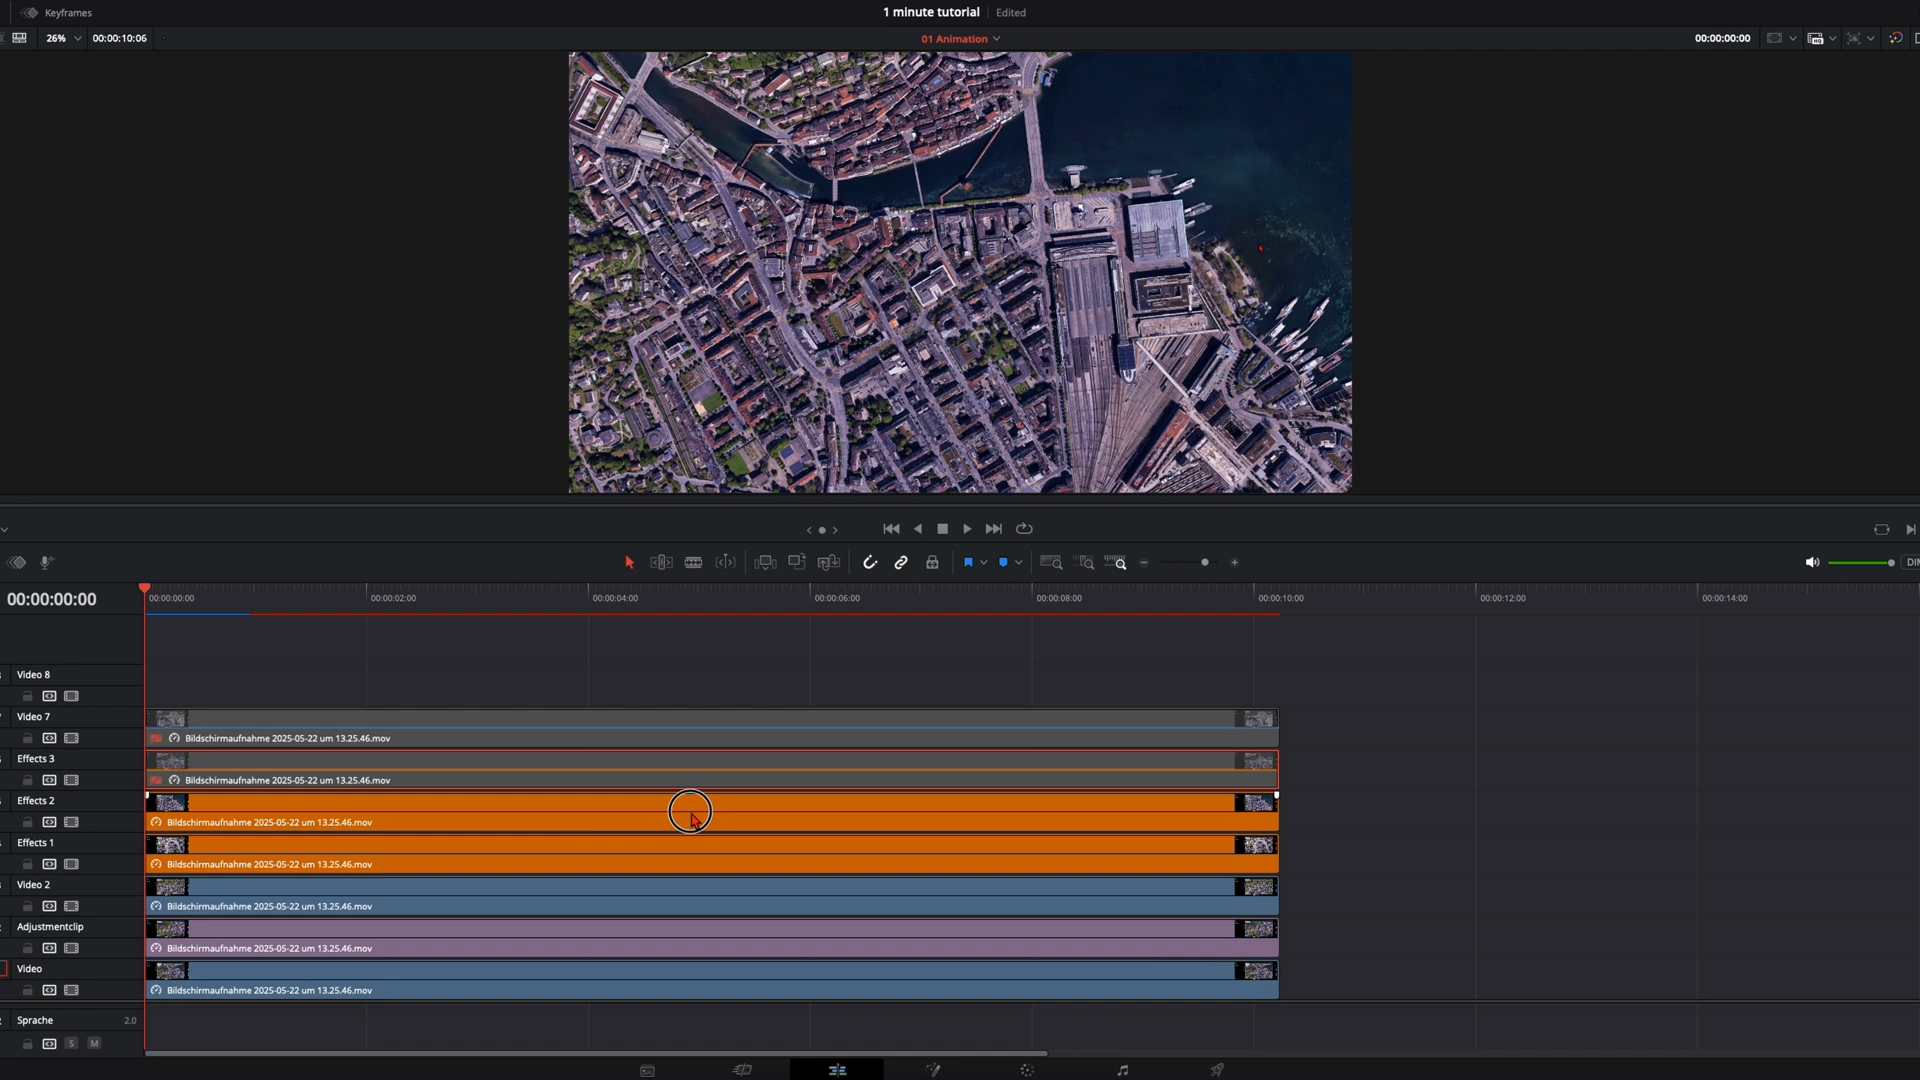 Keyframes
1 minute tutorial
Edited
26%
00:00:10:06
01 Animation
00:00:00:00
DIM
00:00:00:00
00:00:00:00
00:00:02:00
00:00:04:00
00:00:06:00
00:00:08:00
00:00:10:00
00:00:12:00
00:00:14:00
Video 8
Video 7
Bildschirmaufnahme 2025-05-22 um 13.25.46.mov
Effects 3
Bildschirmaufnahme 2025-05-22 um 13.25.46.mov
Effects 2
Bildschirmaufnahme 2025-05-22 um 13.25.46.mov
Effects 1
Bildschirmaufnahme 2025-05-22 um 13.25.46.mov
Video 2
Bildschirmaufnahme 2025-05-22 um 13.25.46.mov
Adjustmentclip
Bildschirmaufnahme 2025-05-22 um 13.25.46.mov
Video
Bildschirmaufnahme 2025-05-22 um 13.25.46.mov
Sprache
2.0
S
M